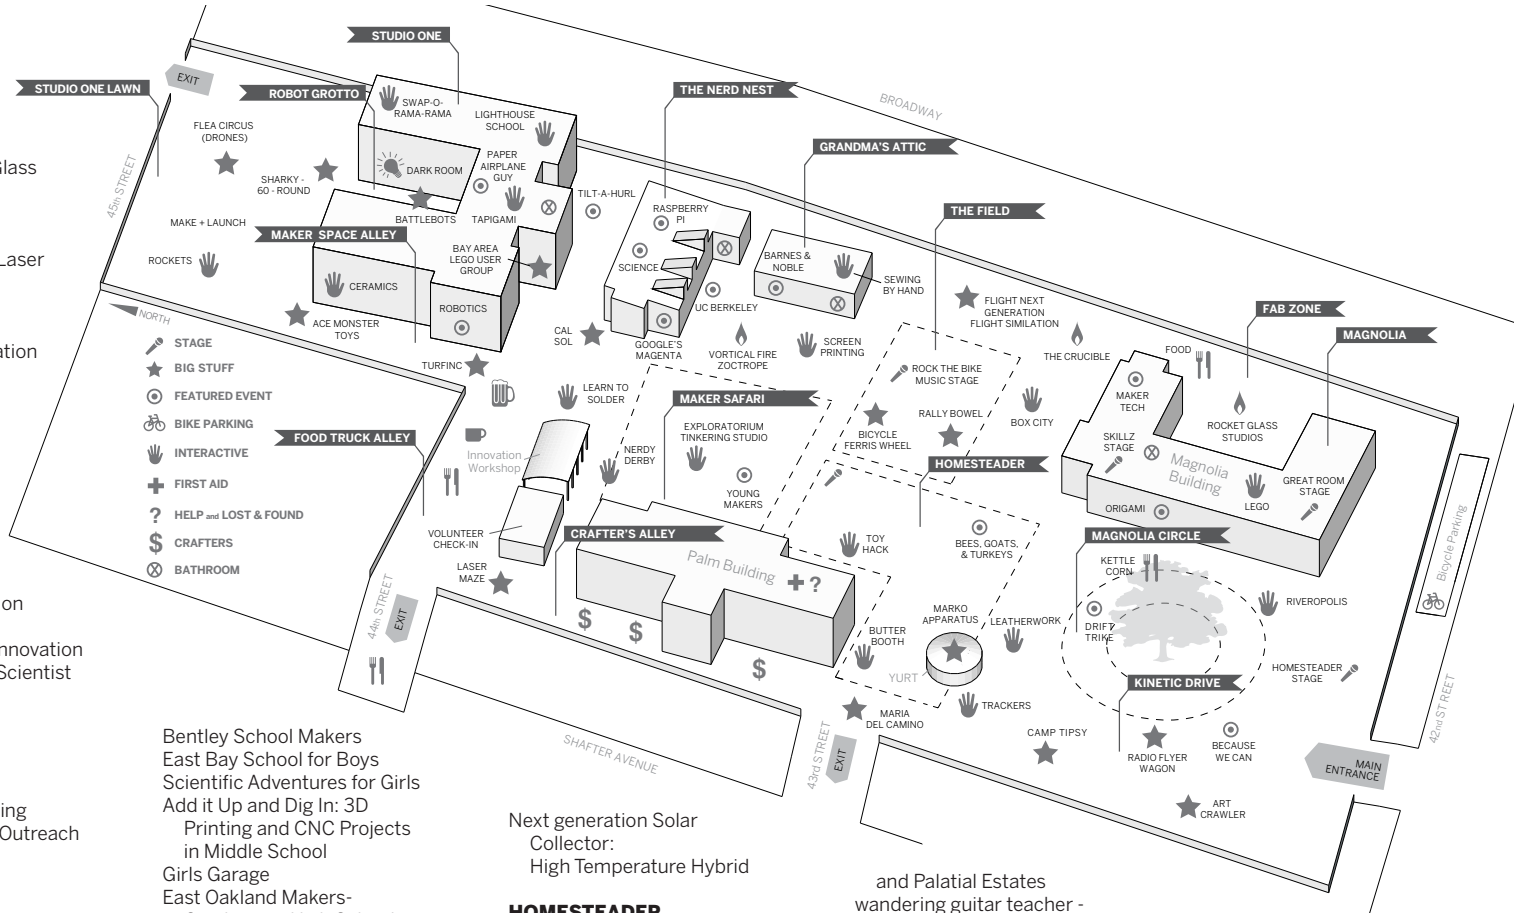 BROADWAY
STUDIO ONE
EXIT
STUDIO ONE LAWN
ROBOT GROTTO
THE NERD NEST
GRANDMA'S ATTIC
THE FIELD
FAB ZONE
MAGNOLIA
45th STREET
FLEA CIRCUS
(DRONES)
SHARKY -
60 - ROUND
MAKE + LAUNCH
ROCKETS
ACE MONSTER
TOYS
SWAP-O-
RAMA-RAMA
LIGHTHOUSE
SCHOOL
DARK ROOM
PAPER
AIRPLANE
GUY
BATTLEBOTS
TAPIGAMI
MAKER SPACE ALLEY
BAY AREA
LEGO USER
GROUP
CERAMICS
ROBOTICS
TURFINC
TILT-A-HURL
RASPBERRY
PI
SCIENCE
UC BERKELEY
CAL
SOL
GOOGLE'S
MAGENTA
BARNES &
NOBLE
SEWING
BY HAND
VORTICAL FIRE
ZOCTROPE
SCREEN
PRINTING
FLIGHT NEXT
GENERATION
FLIGHT SIMILATION
THE CRUCIBLE
FOOD
ROCK THE BIKE
MUSIC STAGE
RALLY BOWEL
BICYCLE
FERRIS WHEEL
BOX CITY
MAKER
TECH
SKILLZ
STAGE
Magnolia
Building
ROCKET GLASS
STUDIOS
LEGO
GREAT ROOM
STAGE
ORIGAMI
NORTH
STAGE
BIG STUFF
FEATURED EVENT
BIKE PARKING
INTERACTIVE
FIRST AID
? HELP and LOST & FOUND
$ CRAFTERS
BATHROOM
FOOD TRUCK ALLEY
LEARN TO
SOLDER
Innovation
Workshop
NERDY
DERBY
MAKER SAFARI
EXPLORATORIUM
TINKERING STUDIO
YOUNG
MAKERS
HOMESTEADER
VOLUNTEER
CHECK-IN
LASER
MAZE
CRAFTER'S ALLEY
Palm Building
?
$
$
$
TOY
HACK
BEES, GOATS,
& TURKEYS
MAGNOLIA CIRCLE
KETTLE
CORN
DRIFT
TRIKE
RIVEROPOLIS
Bicycle Parking
MARKO
APPARATUS
LEATHERWORK
BUTTER
BOOTH
YURT
TRACKERS
MARIA
DEL CAMINO
HOMESTEADER
STAGE
KINETIC DRIVE
CAMP TIPSY
RADIO FLYER
WAGON
BECAUSE
WE CAN
ART
CRAWLER
MAIN
ENTRANCE
42nd STREET
44th STREET
EXIT
SHAFTER AVENUE
43rd STREET
EXIT
Glass
Laser
ation
on
nnovation
Scientist
ing
Outreach
Bentley School Makers
East Bay School for Boys
Scientific Adventures for Girls
Add it Up and Dig In: 3D
Printing and CNC Projects
in Middle School
Girls Garage
East Oakland Makers-
Next generation Solar
Collector:
High Temperature Hybrid
HOMESTEADER
and Palatial Estates
wandering guitar teacher -